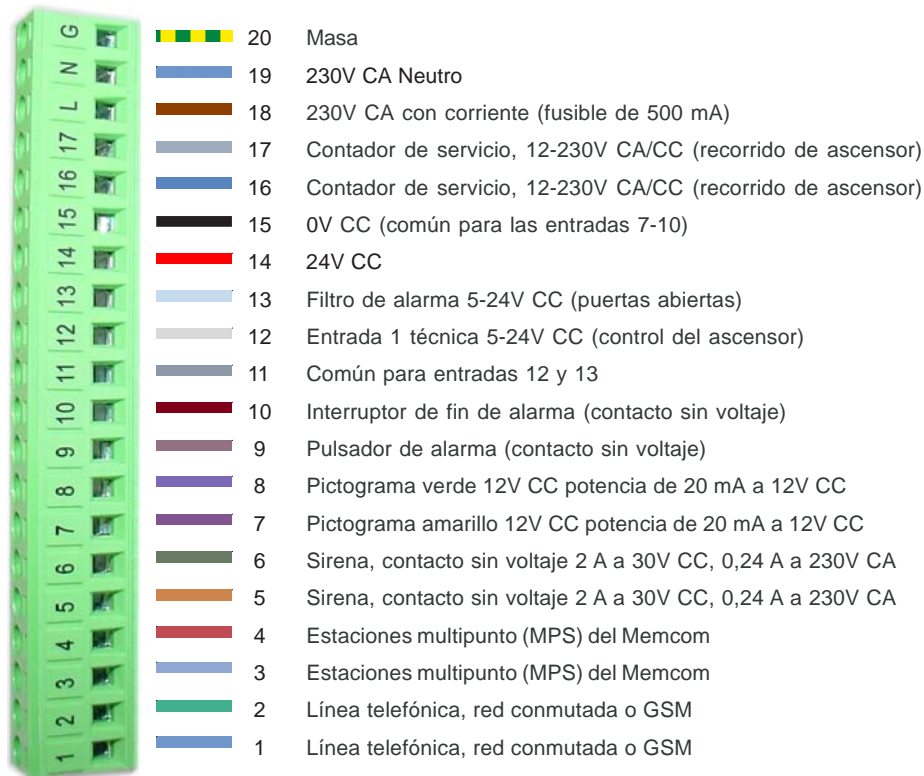 G 20 Masa
N 19 230V CA Neutro
L 18 230V CA con corriente (fusible de 500 mA)
17 17 Contador de servicio, 12-230V CA/CC (recorrido de ascensor)
16 16 Contador de servicio, 12-230V CA/CC (recorrido de ascensor)
15 15 0V CC (común para las entradas 7-10)
14 14 24V CC
13 13 Filtro de alarma 5-24V CC (puertas abiertas)
12 12 Entrada 1 técnica 5-24V CC (control del ascensor)
11 11 Común para entradas 12 y 13
10 10 Interruptor de fin de alarma (contacto sin voltaje)
9 9 Pulsador de alarma (contacto sin voltaje)
8 8 Pictograma verde 12V CC potencia de 20 mA a 12V CC
7 7 Pictograma amarillo 12V CC potencia de 20 mA a 12V CC
6 6 Sirena, contacto sin voltaje 2 A a 30V CC, 0,24 A a 230V CA
5 5 Sirena, contacto sin voltaje 2 A a 30V CC, 0,24 A a 230V CA
4 4 Estaciones multipunto (MPS) del Memcom
3 3 Estaciones multipunto (MPS) del Memcom
2 2 Línea telefónica, red conmutada o GSM
1 1 Línea telefónica, red conmutada o GSM